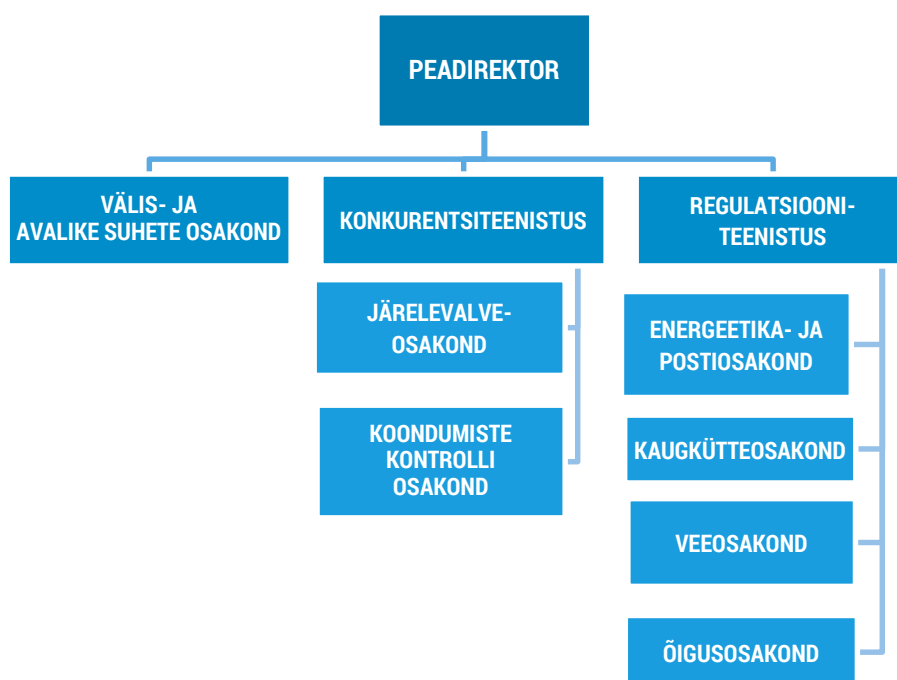 PEADIREKTOR
VÄLIS- JA
AVALIKE SUHETE OSAKOND
KONKURENTSITEENISTUS
REGULATSIOONI-
TEENISTUS
JÄRELEVALVE-
OSAKOND
KOONDUMISTE
KONTROLLI
OSAKOND
ENERGEETIKA- JA
POSTIOSAKOND
KAUGKÜTTEOSAKOND
VEEOSAKOND
ÕIGUSOSAKOND